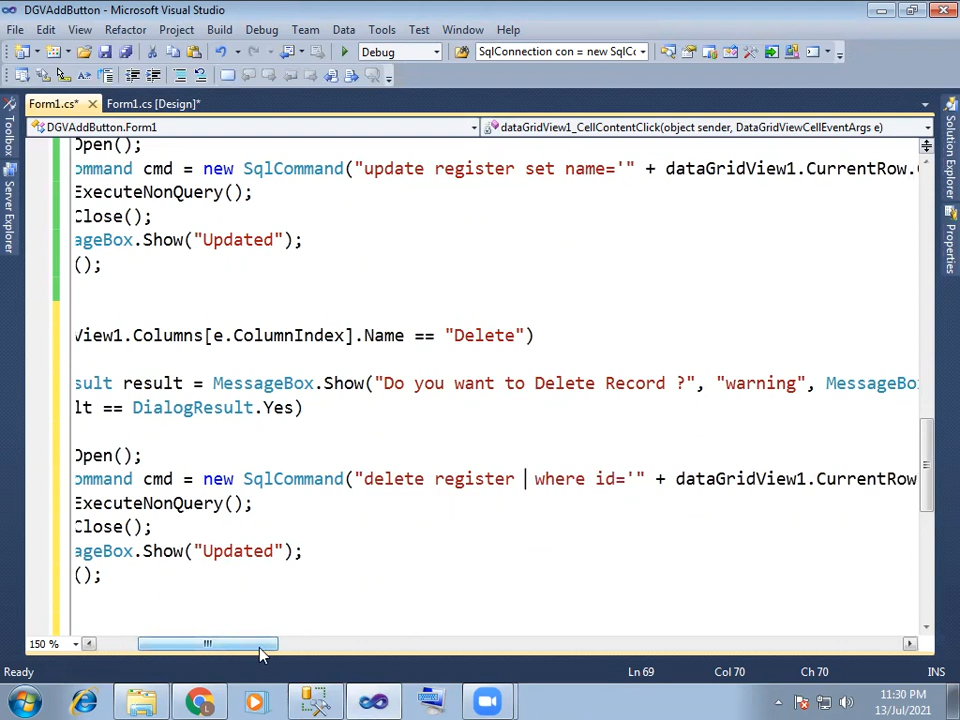 DGVAddButton - Microsoft Visual Studio
File Edit View Refactor Project Build Debug Team Data Tools Test Window Help
Debug SqlConnection con = new SqlCc
Form1.cs* Form1.cs [Design]*
DGVAddButton.Form1 dataGridView1_CellContentClick(object sender, DataGridViewCellEventArgs e)
Open();
ommand cmd = new SqlCommand("update register set name='" + dataGridView1.CurrentRow.
ExecuteNonQuery();
Close();
ageBox.Show("Updated");
();
View1.Columns[e.ColumnIndex].Name == "Delete")
sult result = MessageBox.Show("Do you want to Delete Record ?", "warning", MessageBo
lt == DialogResult.Yes)
Open();
ommand cmd = new SqlCommand("delete register where id='" + dataGridView1.CurrentRow
ExecuteNonQuery();
Close();
ageBox.Show("Updated");
();
Toolbox
Server Explorer
Solution Explorer
Properties
150 %
Ready Ln 69 Col 70 Ch 70 INS
11:30 PM
13/Jul/2021